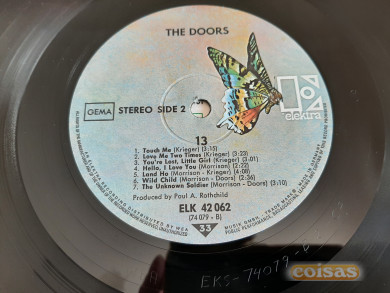 THE DOORS
GEMA
STEREO SIDE 2
elektra
13
1. Touch Me (Krieger) (3:15)
2. Love Me Two Times (Krieger) (3:23)
3. You're Lost, Little Girl (Krieger) (3:01)
4. Hello, I Love You (Morrison) (2:22)
5. Land Ho (Morrison - Krieger) (4:08)
6. Wild Child (Morrison - Doors) (2:36)
7. The Unknown Soldier (Morrison-Doors) (3:10)
Produced by Paul A. Rothchild
ELK 42 062
(74 079 - B)
33
EKS-74079-
coisas